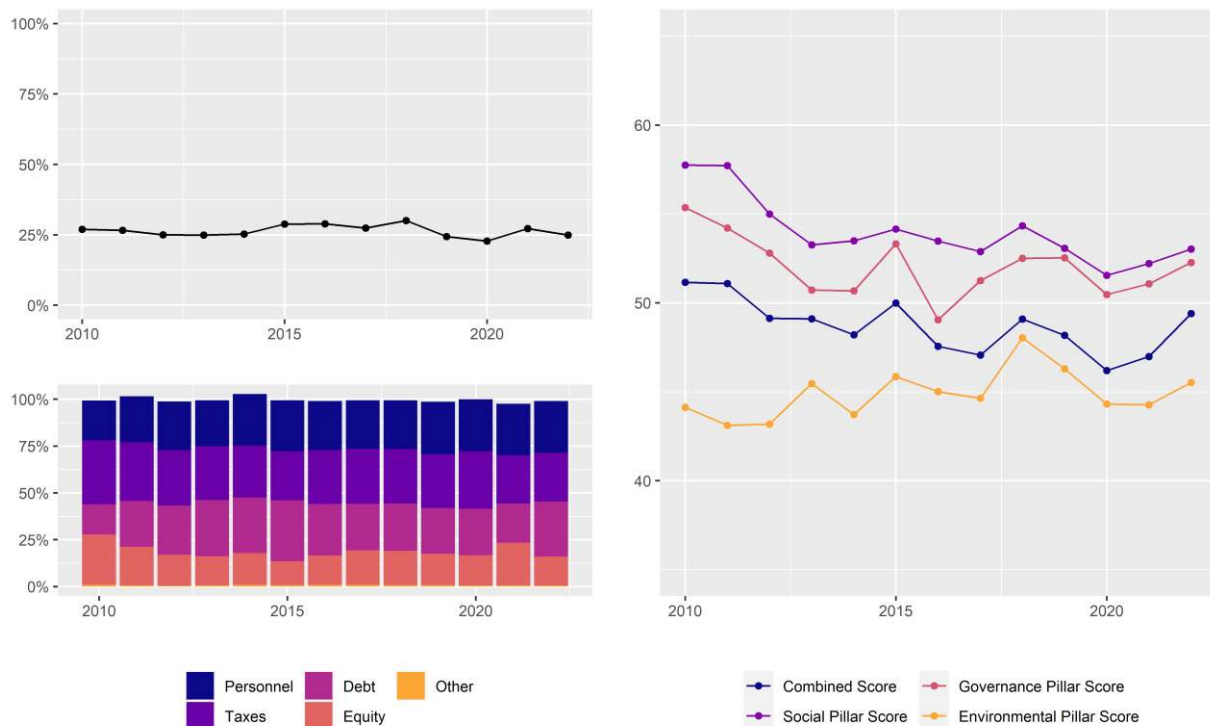 100%
75%
50%
25%
0%
2010 2015 2020
100%
75%
50%
25%
0%
2010 2015 2020
Personnel Debt Other
Taxes Equity
60
50
40
2010 2015 2020
Combined Score Governance Pillar Score
Social Pillar Score Environmental Pillar Score